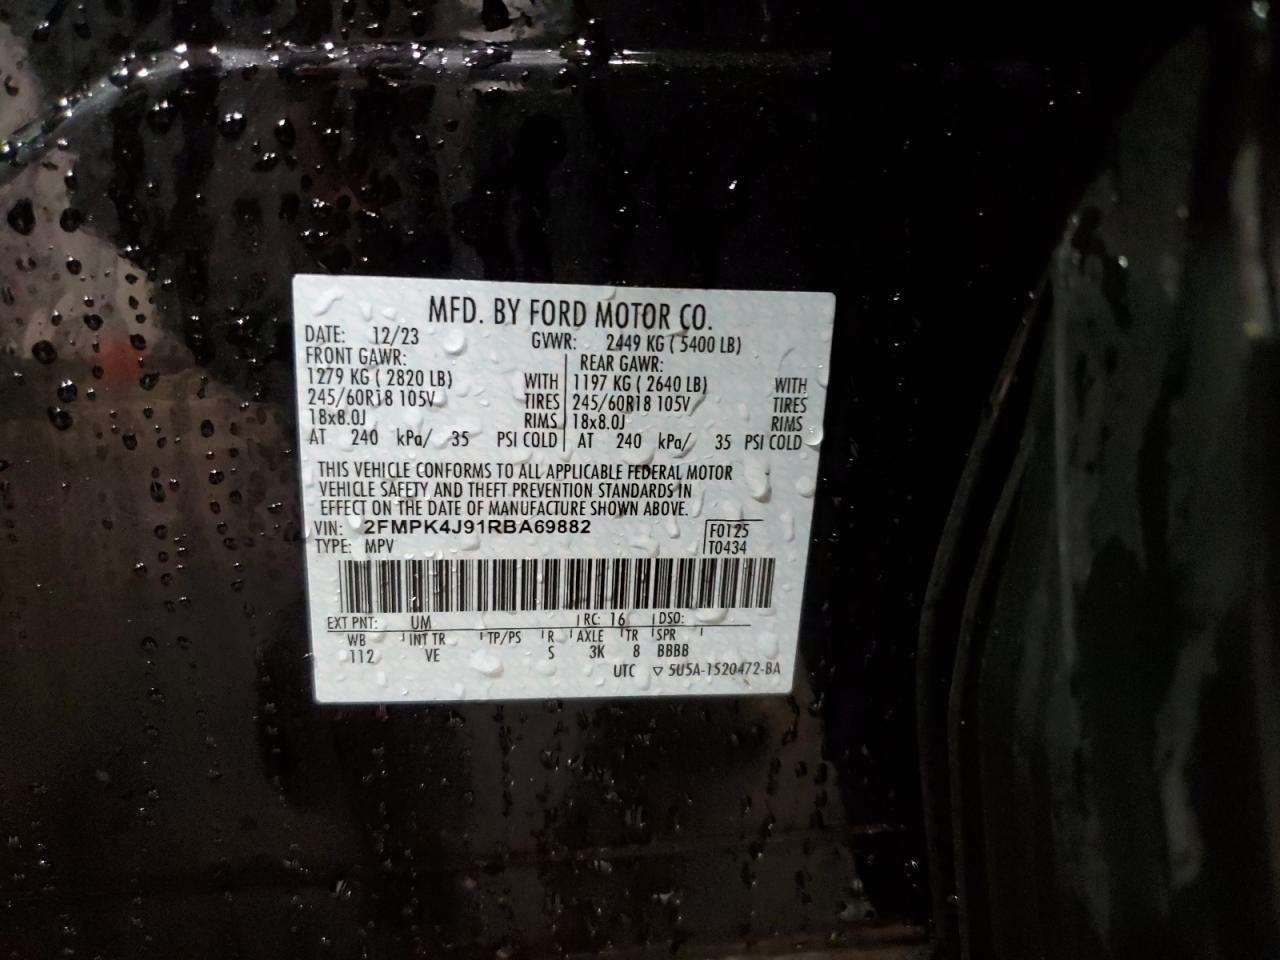 MFD. BY FORD MOTOR CO.
DATE: 12/23 GVWR: 2449 KG ( 5400 LB)
FRONT GAWR: REAR GAWR:
1279 KG ( 2820 LB) WITH 1197 KG ( 2640 LB) WITH
245/60R18 105V TIRES 245/60R18 105V TIRES
18x8.0J RIMS 18x8.0J RIMS
AT 240 kPa/ 35 PSI COLD AT 240 kPa/ 35 PSI COLD
THIS VEHICLE CONFORMS TO ALL APPLICABLE FEDERAL MOTOR
VEHICLE SAFETY AND THEFT PREVENTION STANDARDS IN
EFFECT ON THE DATE OF MANUFACTURE SHOWN ABOVE.
VIN: 2FMPK4J91RBA69882 F0125
TYPE: MPV T0434
EXT PNT: UM RC: 16 DSO:
WB INT TR TP/PS R AXLE TR SPR
112 VE S 3K 8 BBBB
UTC ▽ 5U5A-1520472-BA